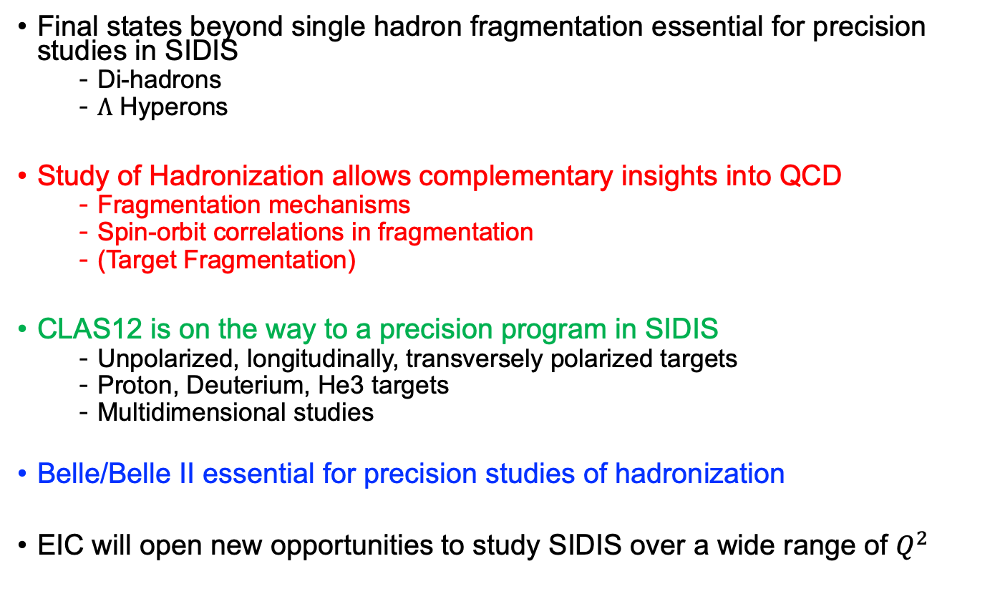 • Final states beyond single hadron fragmentation essential for precision
studies in SIDIS
- Di-hadrons
- Λ Hyperons
• Study of Hadronization allows complementary insights into QCD
- Fragmentation mechanisms
- Spin-orbit correlations in fragmentation
- (Target Fragmentation)
• CLAS12 is on the way to a precision program in SIDIS
- Unpolarized, longitudinally, transversely polarized targets
- Proton, Deuterium, He3 targets
- Multidimensional studies
• Belle/Belle II essential for precision studies of hadronization
• EIC will open new opportunities to study SIDIS over a wide range of Q²